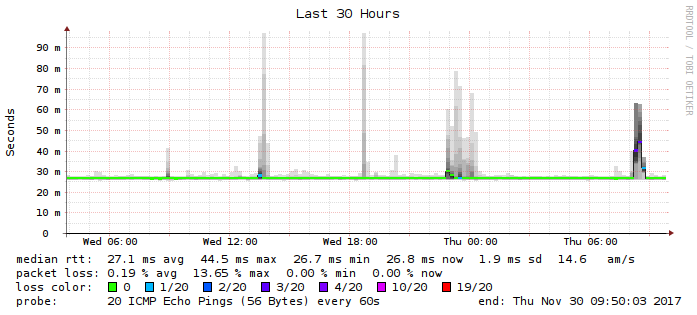 Last 30 Hours
RRDTOOL / TOBI OETIKER
Seconds
90 m
80 m
70 m
60 m
50 m
40 m
30 m
20 m
10 m
0
Wed 06:00 Wed 12:00 Wed 18:00 Thu 00:00 Thu 06:00
median rtt: 27.1 ms avg 44.5 ms max 26.7 ms min 26.8 ms now 1.9 ms sd 14.6 am/s
packet loss: 0.19 % avg 13.65 % max 0.00 % min 0.00 % now
loss color: 0 1/20 2/20 3/20 4/20 10/20 19/20
probe: 20 ICMP Echo Pings (56 Bytes) every 60s end: Thu Nov 30 09:50:03 2017